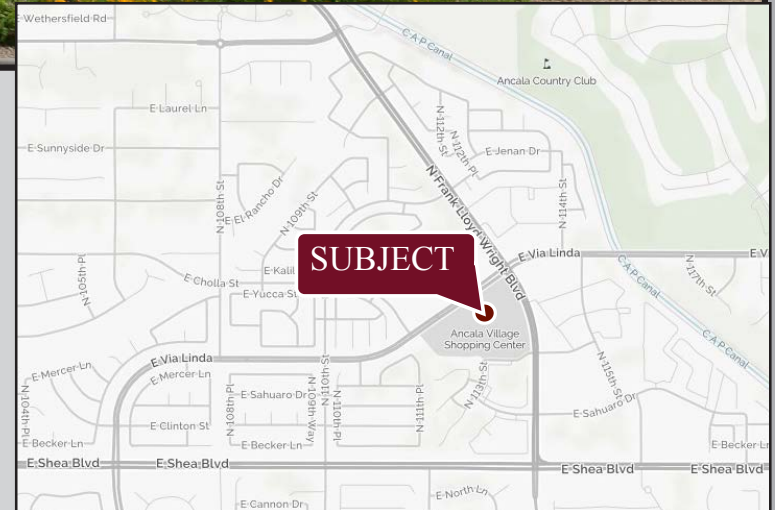 E Wethersfield Rd
C A P Canal
Ancala Country Club
E Laurel Ln
N 112th St
N 112th Pl
E Sunnyside Dr
E Jenan Dr
N 108th St
E El Rancho Dr
N 109th St
N Frank Lloyd Wright Blvd
N 114th St
SUBJECT
E Via Linda
E V
N 105th Pl
E Cholla St
E Kalil
E Yucca St
C A P Canal
N 117th St
Ancala Village
Shopping Center
C A P Canal
E Via Linda
E Mercer Ln
E Mercer Ln
N 104th Pl
N 108th Pl
E Sahuaro Dr
N 109th Way
N 110th St
N 110th Pl
N 111th Pl
N 113th St
N 115th St
E Sahuaro Dr
E Clinton St
E Becker Ln
E Becker Ln
E Becker Ln
E Shea Blvd
E Shea Blvd
E Shea Blvd
E Shea Blvd
E Cannon Dr
E North Ln